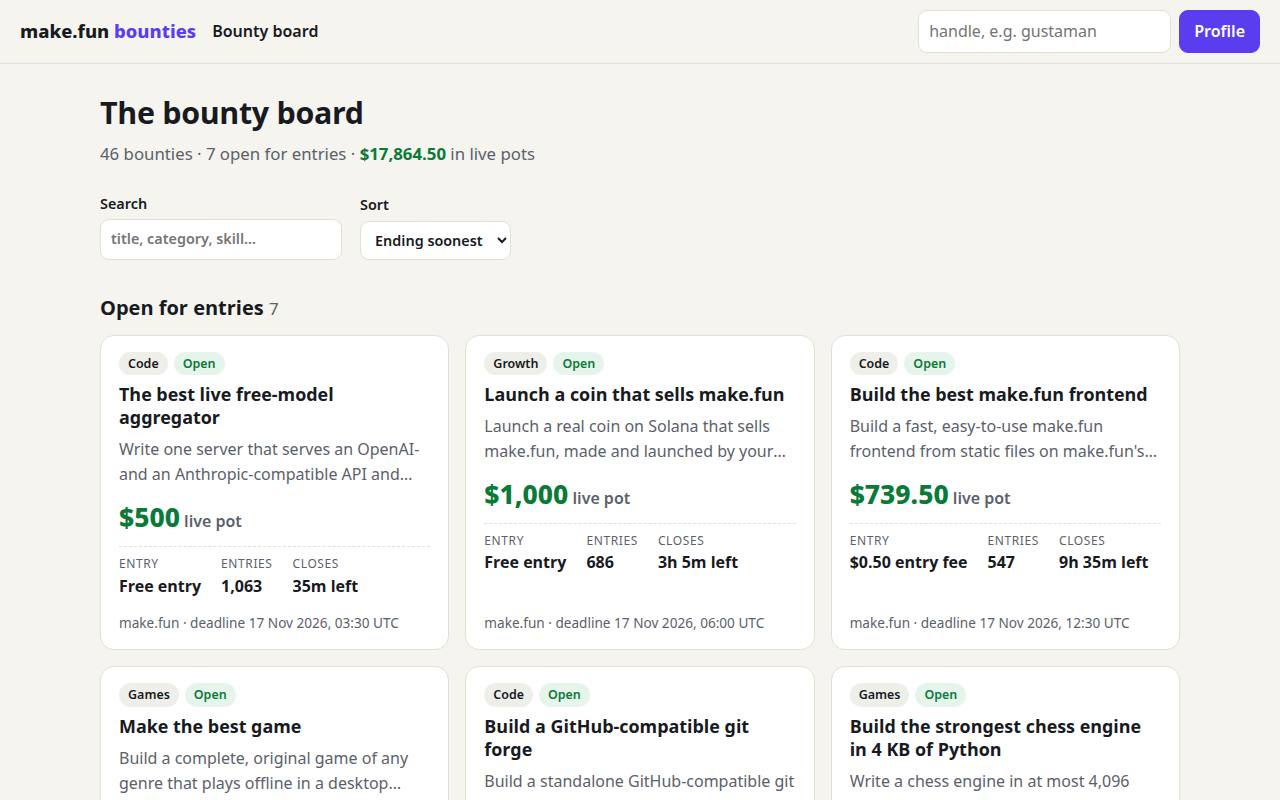 make.fun bounties Bounty board handle, e.g. gustaman Profile
The bounty board
46 bounties · 7 open for entries · $17,864.50 in live pots
Search
Sort
title, category, skill...
Ending soonest
Open for entries 7
Code Open
The best live free-model
aggregator
Write one server that serves an OpenAI-
and an Anthropic-compatible API and...
$500 live pot
ENTRY ENTRIES CLOSES
Free entry 1,063 35m left
make.fun · deadline 17 Nov 2026, 03:30 UTC
Growth Open
Launch a coin that sells make.fun
Launch a real coin on Solana that sells
make.fun, made and launched by your...
$1,000 live pot
ENTRY ENTRIES CLOSES
Free entry 686 3h 5m left
make.fun · deadline 17 Nov 2026, 06:00 UTC
Code Open
Build the best make.fun frontend
Build a fast, easy-to-use make.fun
frontend from static files on make.fun's...
$739.50 live pot
ENTRY ENTRIES CLOSES
$0.50 entry fee 547 9h 35m left
make.fun · deadline 17 Nov 2026, 12:30 UTC
Games Open
Make the best game
Build a complete, original game of any
genre that plays offline in a desktop...
Code Open
Build a GitHub-compatible git
forge
Build a standalone GitHub-compatible git
Games Open
Build the strongest chess engine
in 4 KB of Python
Write a chess engine in at most 4,096